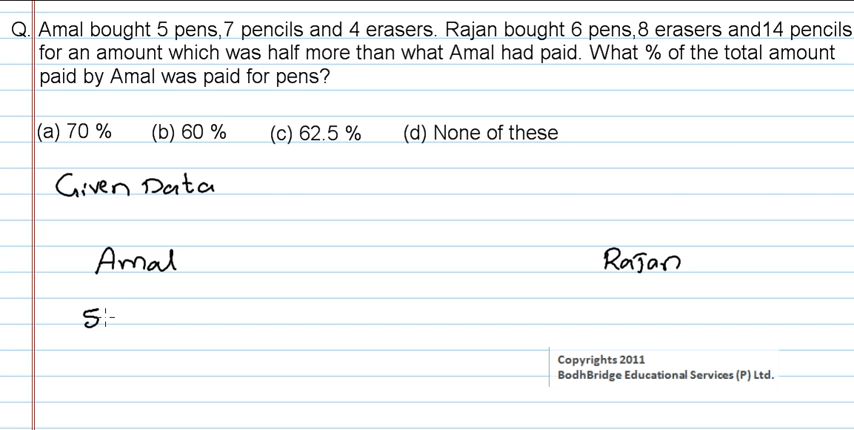 Q. Amal bought 5 pens,7 pencils and 4 erasers. Rajan bought 6 pens,8 erasers and14 pencils
for an amount which was half more than what Amal had paid. What % of the total amount
paid by Amal was paid for pens?
(a) 70 % (b) 60 % (c) 62.5 % (d) None of these
Given Data
Amal Rajan
5
Copyrights 2011
BodhBridge Educational Services (P) Ltd.